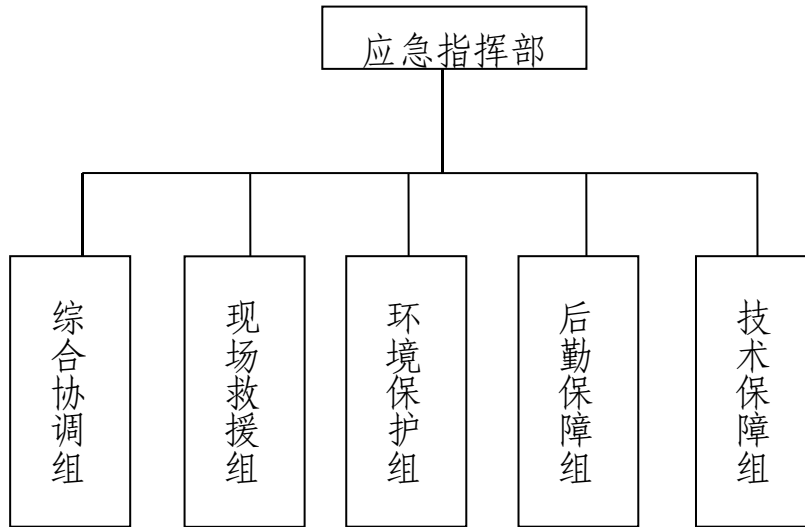 应急指挥部
综合协调组
现场救援组
环境保护组
后勤保障组
技术保障组